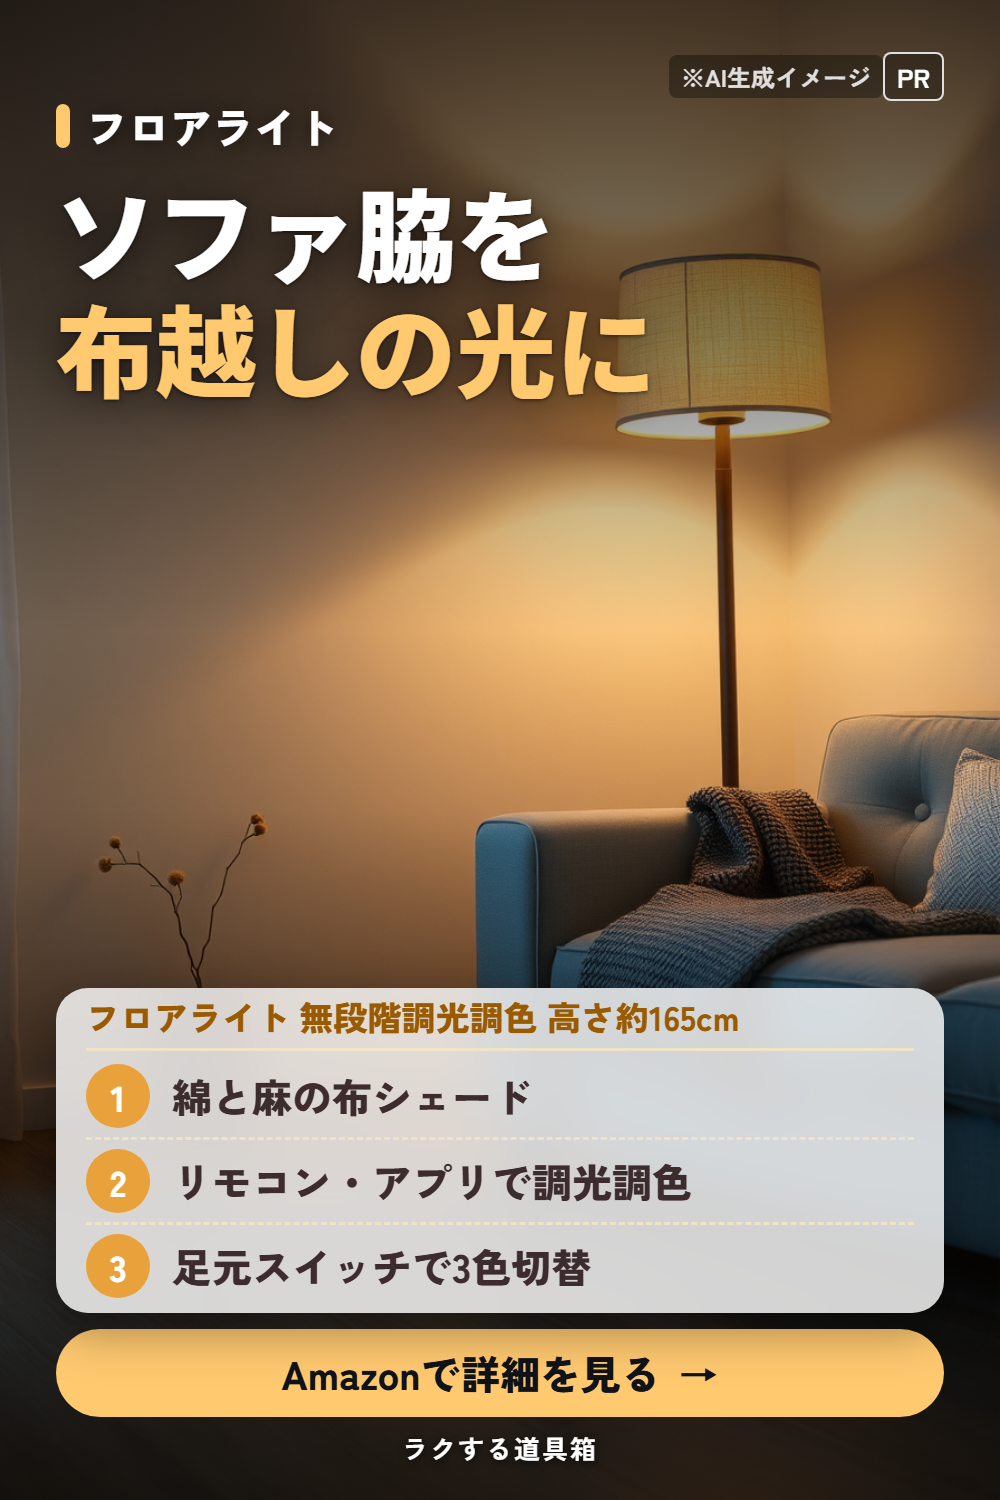 ※AI生成イメージ PR
フロアライト
ソファ脇を
布越しの光に
フロアライト 無段階調光調色 高さ約165cm
1 綿と麻の布シェード
2 リモコン・アプリで調光調色
3 足元スイッチで3色切替
Amazonで詳細を見る →
ラクする道具箱